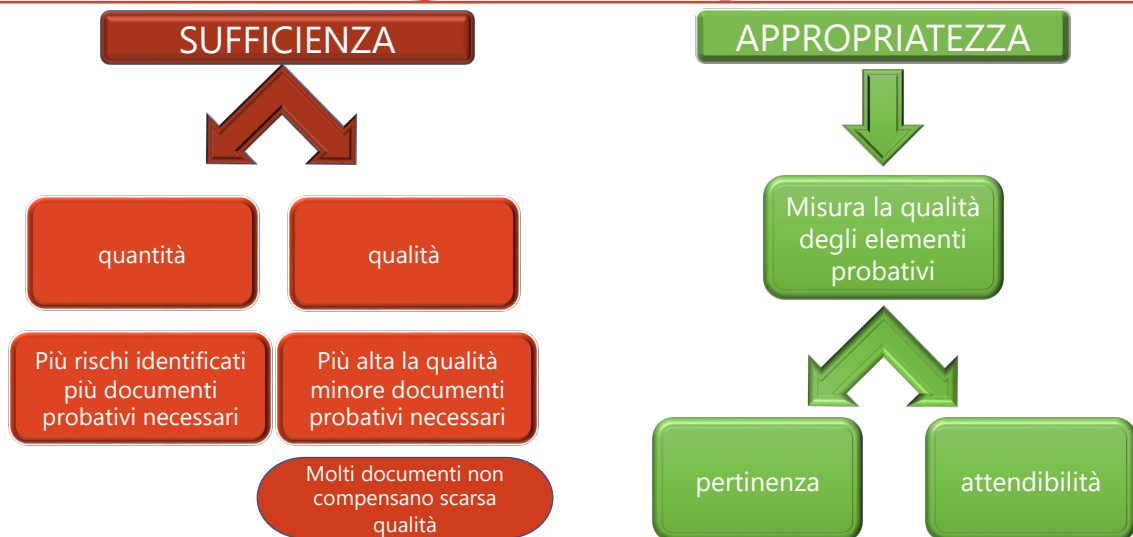 SUFFICIENZA
quantità
qualità
Più rischi identificati
più documenti
probativi necessari
Più alta la qualità
minore documenti
probativi necessari
Molti documenti non
compensano scarsa
qualità
APPROPRIATEZZA
Misura la qualità
degli elementi
probativi
pertinenza
attendibilità